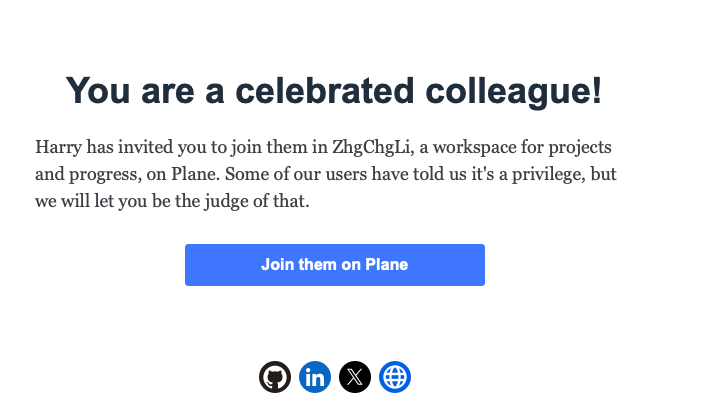 You are a celebrated colleague!
Harry has invited you to join them in ZhgChgLi, a workspace for projects
and progress, on Plane. Some of our users have told us it's a privilege, but
we will let you be the judge of that.
Join them on Plane
in
X